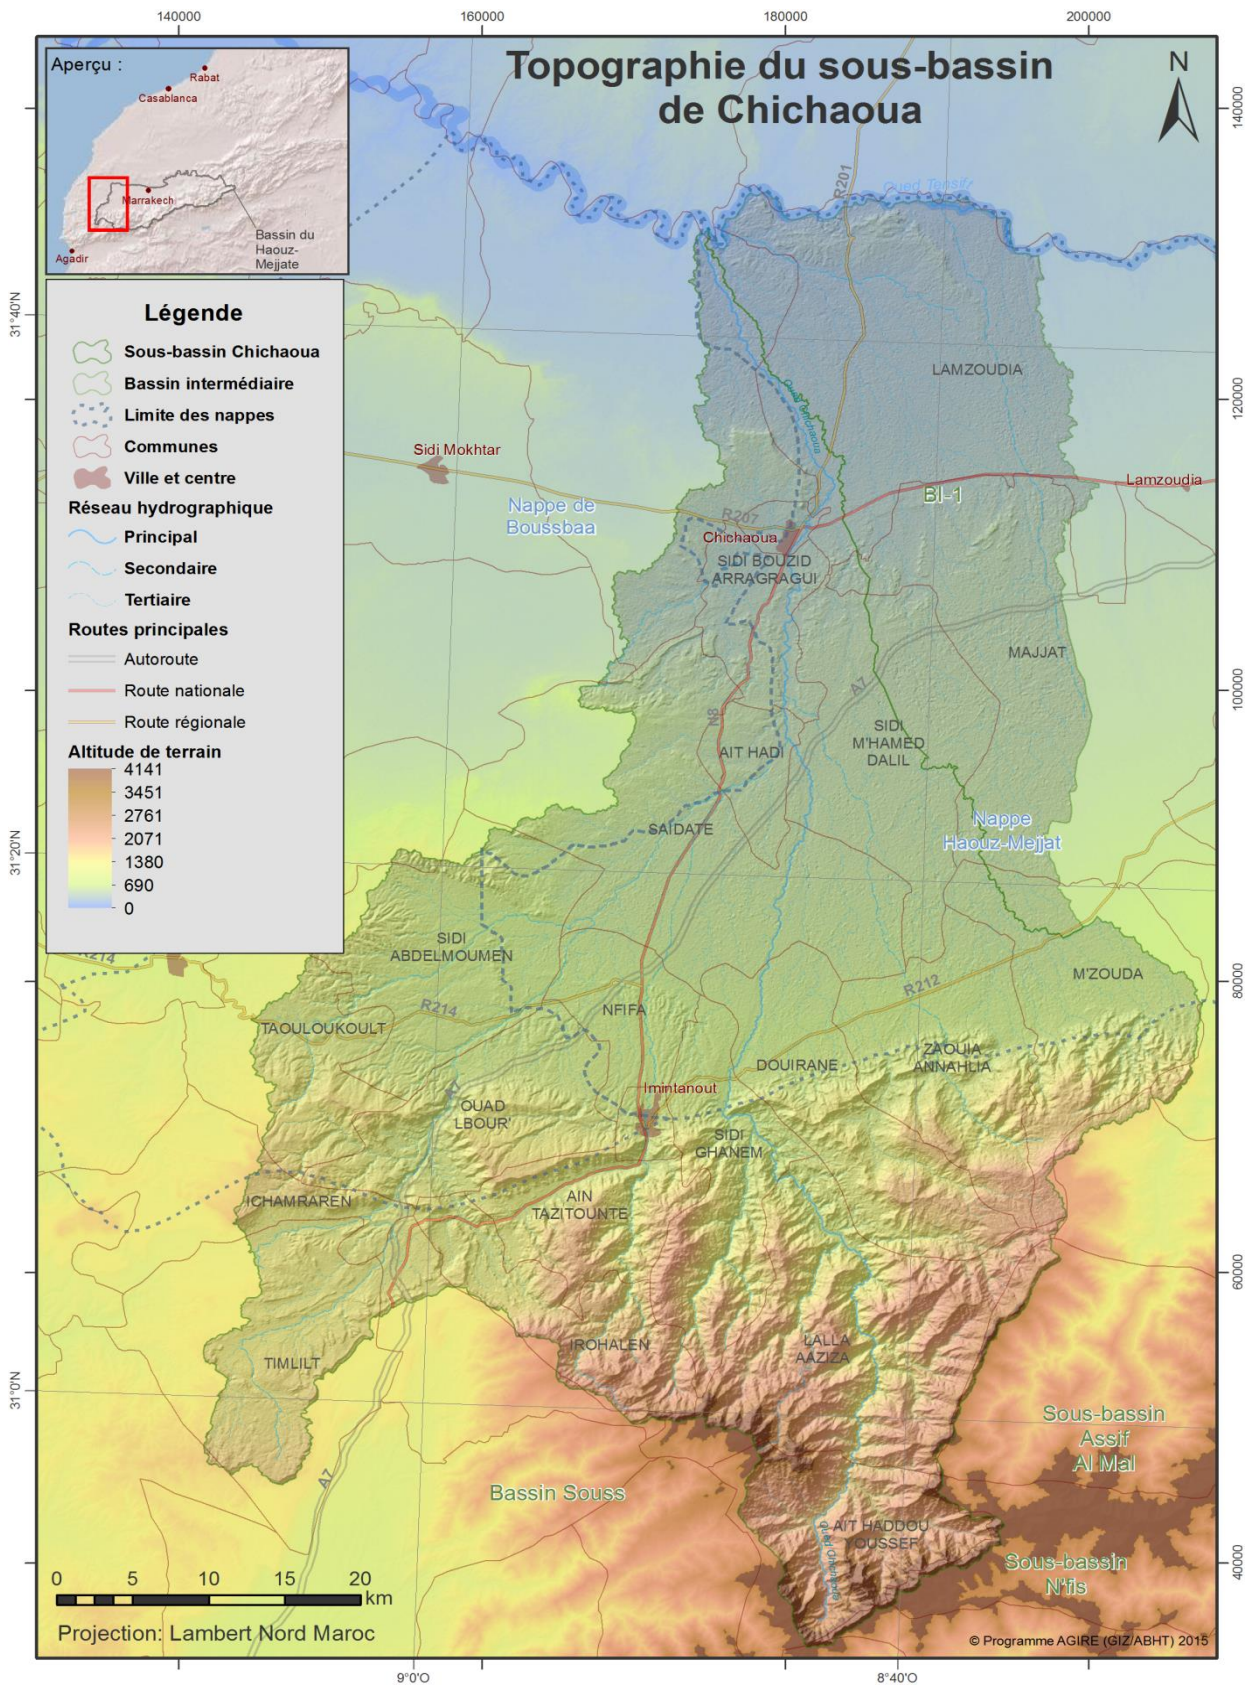 140000
160000
180000
200000
Topographie du sous-bassin
de Chichaoua
N
Aperçu :
Rabat
Casablanca
Marrakech
Agadir
Bassin du
Haouz-
Mejjate
Légende
Sous-bassin Chichaoua
Bassin intermédiaire
Limite des nappes
Communes
Ville et centre
Réseau hydrographique
Principal
Secondaire
Tertiaire
Routes principales
Autoroute
Route nationale
Route régionale
Altitude de terrain
4141
3451
2761
2071
1380
690
0
31°40'N
31°20'N
31°0'N
140000
120000
100000
80000
60000
40000
R201
Oued Tensift
LAMZOUDIA
Oued Chichaoua
Sidi Mokhtar
Lamzoudia
BI-1
Nappe de
Boussbaa
R207
Chichaoua
SIDI BOUZID
ARRAGRAGUI
MAJJAT
A7
N8
SIDI
M'HAMED
DALIL
AIT HADI
Nappe
Haouz-Mejjat
SAIDATE
SIDI
ABDELMOUMEN
R214
M'ZOUDA
R212
R214
NFIFA
TAOULOUKOULT
ZAOUIA
ANNAHLIA
DOUIRANE
Imintanout
A7
OUAD
LBOUR'
SIDI
GHANEM
ICHAMRAREN
AIN
TAZITOUNTE
IROHALEN
LALLA
AAZIZA
TIMLILT
Sous-bassin
Assif
Al Mal
A7
Bassin Souss
AIT HADDOU
YOUSSEF
Sous-bassin
N'fis
0 5 10 15 20
km
Projection: Lambert Nord Maroc
© Programme AGIRE (GIZ/ABHT) 2015
9°0'O
8°40'O